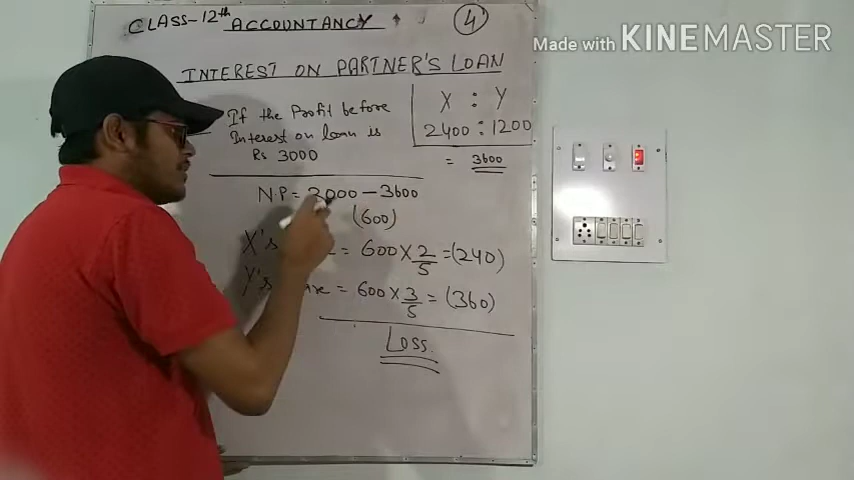 Made with KINEMASTER
CLASS-12th ACCOUNTANCY 4
INTEREST ON PARTNER'S LOAN
If the Profit before
Interest on loan is
Rs 3000
X : Y
2400 : 1200
= 3600
N.P = 3000 - 3600
(600)
X's = 600 × 2/5 = (240)
Y's = 600 × 3/5 = (360)
Loss.